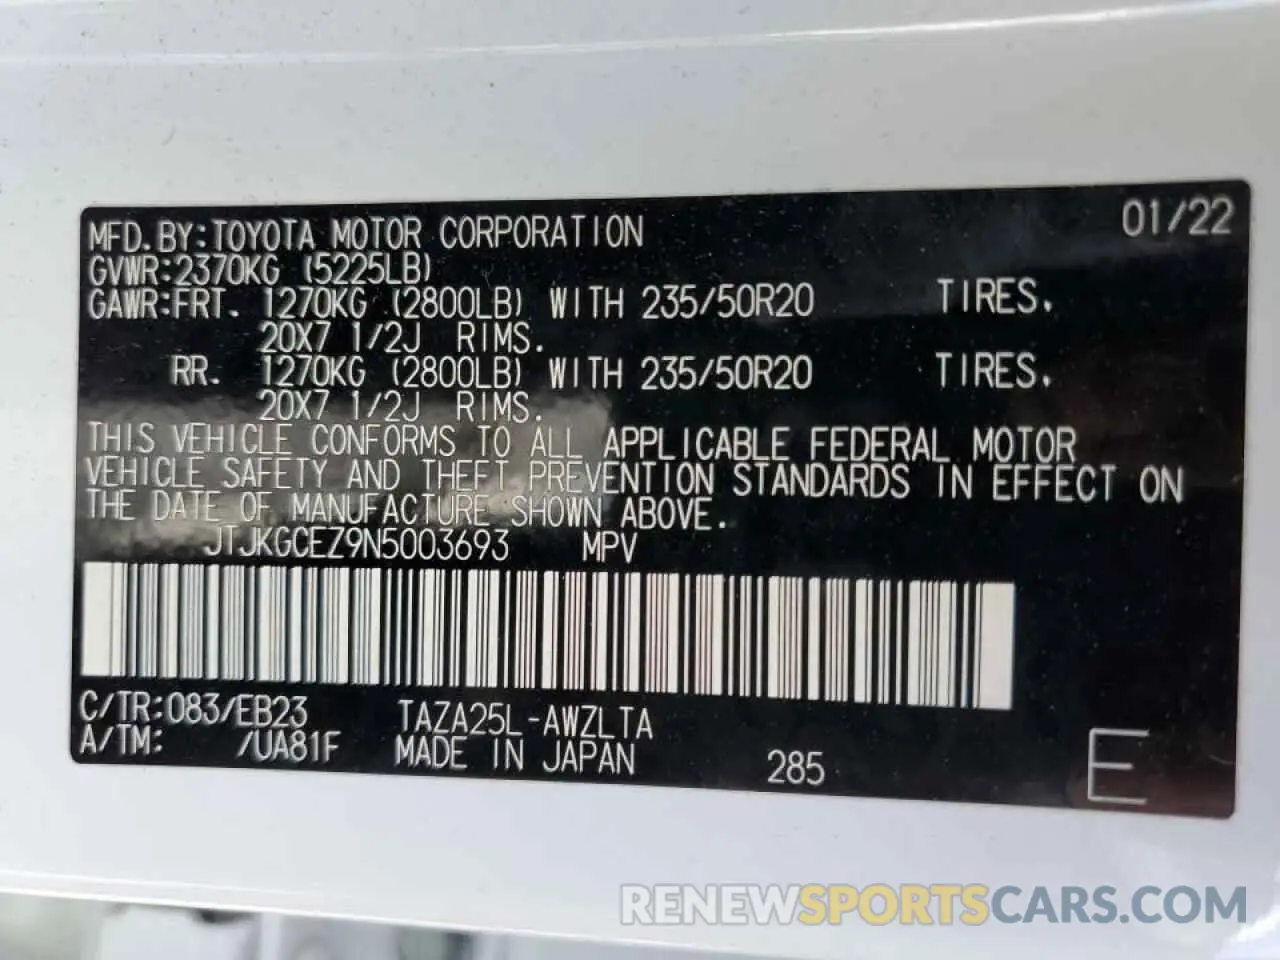 01/22
MFD.BY:TOYOTA MOTOR CORPORATION
GVWR:2370KG (5225LB)
GAWR:FRT. 1270KG (2800LB) WITH 235/50R20 TIRES.
20X7 1/2J RIMS.
RR. 1270KG (2800LB) WITH 235/50R20 TIRES.
20X7 1/2J RIMS.
THIS VEHICLE CONFORMS TO ALL APPLICABLE FEDERAL MOTOR
VEHICLE SAFETY AND THEFT PREVENTION STANDARDS IN EFFECT ON
THE DATE OF MANUFACTURE SHOWN ABOVE.
JTJKGCEZ9N5003693 MPV
C/TR:083/EB23 TAZA25L-AWZLTA
A/TM: /UA81F MADE IN JAPAN 285 E
RENEWSPORTSCARS.COM